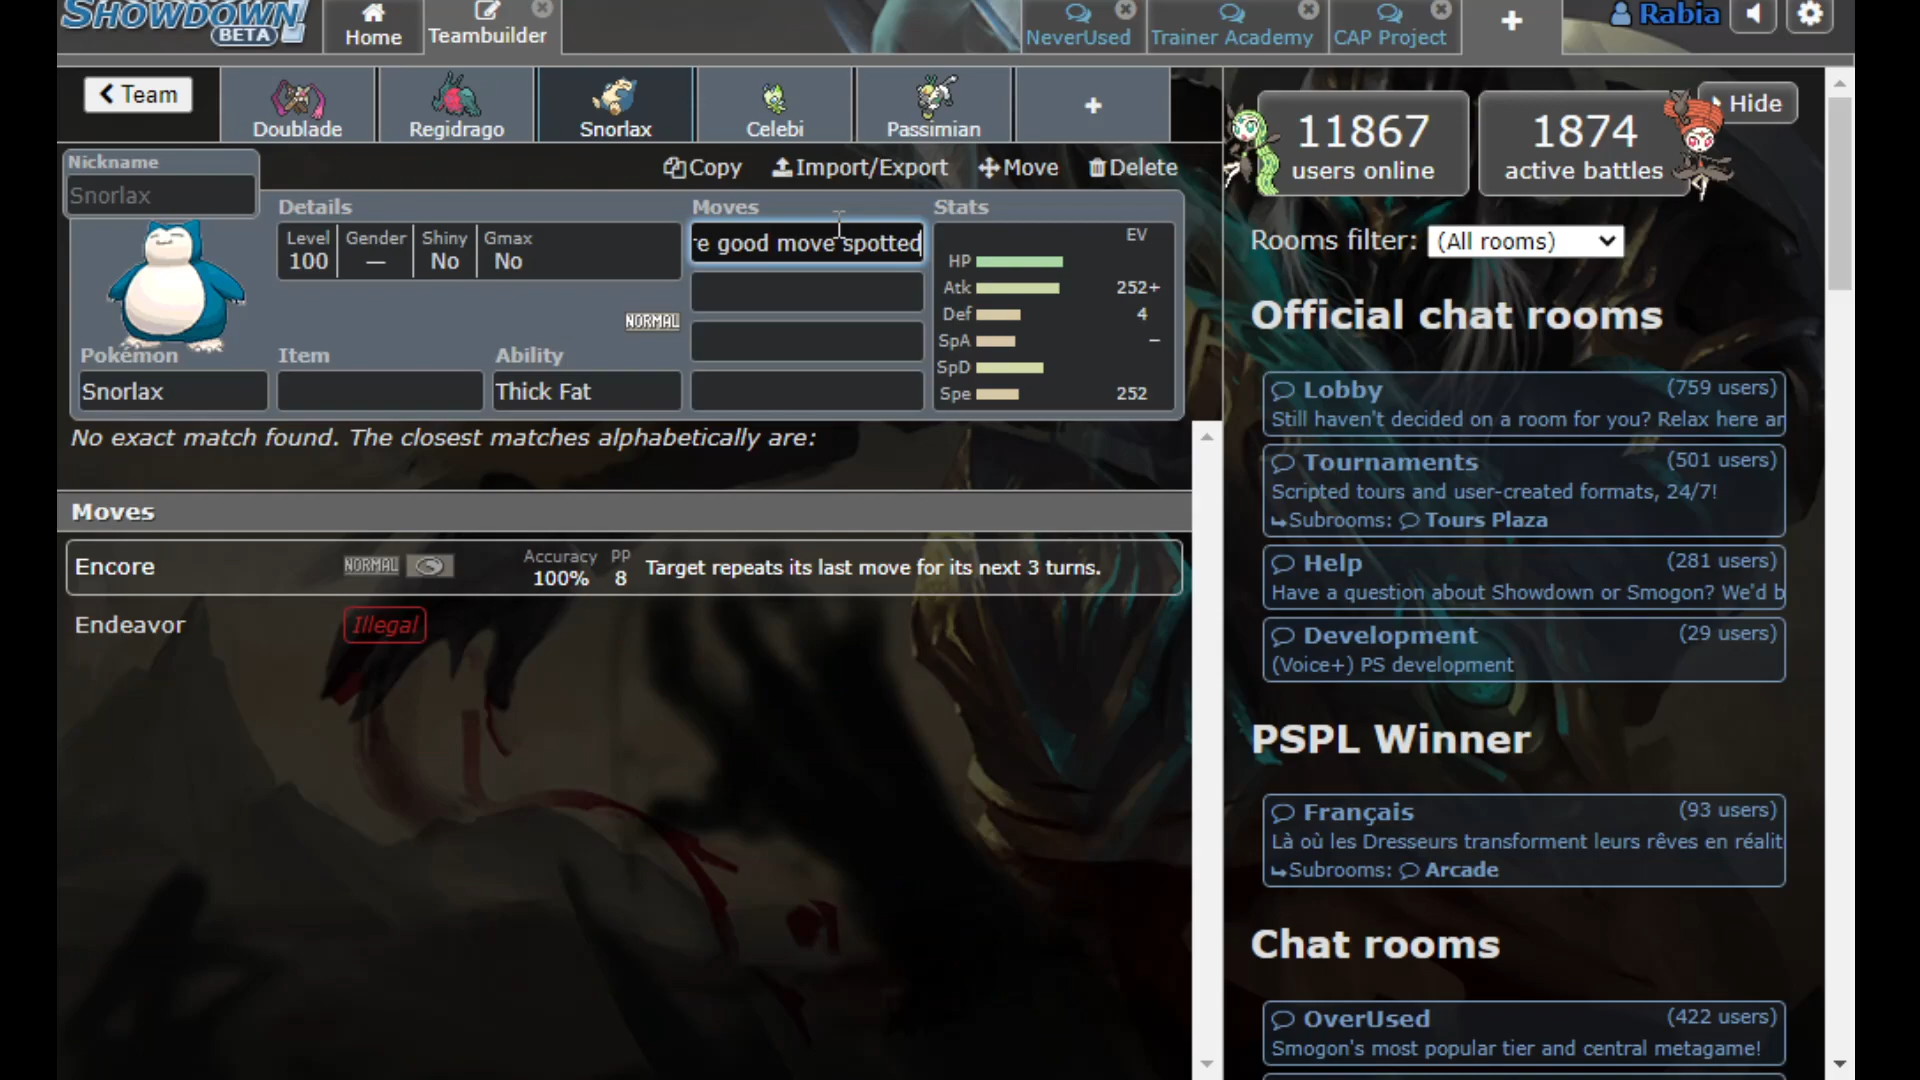 SHOWDOWN!
BETA
Home
Teambuilder
NeverUsed
Trainer Academy
CAP Project
+
Rabia
Team
Doublade
Regidrago
Snorlax
Celebi
Passimian
+
Hide
11867
users online
1874
active battles
Nickname
Snorlax
Copy
Import/Export
Move
Delete
Details
Moves
Stats
Level
100
Gender
—
Shiny
No
Gmax
No
NORMAL
Pokémon
Snorlax
Item
Ability
Thick Fat
good move spotted
EV
HP
Atk 252+
Def 4
SpA –
SpD
Spe 252
No exact match found. The closest matches alphabetically are:
Moves
Encore NORMAL Accuracy 100% PP 8 Target repeats its last move for its next 3 turns.
Endeavor Illegal
Rooms filter: (All rooms)
Official chat rooms
Lobby (759 users)
Still haven't decided on a room for you? Relax here ar
Tournaments (501 users)
Scripted tours and user-created formats, 24/7!
Subrooms: Tours Plaza
Help (281 users)
Have a question about Showdown or Smogon? We'd b
Development (29 users)
(Voice+) PS development
PSPL Winner
Français (93 users)
Là où les Dresseurs transforment leurs rêves en réalit
Subrooms: Arcade
Chat rooms
OverUsed (422 users)
Smogon's most popular tier and central metagame!